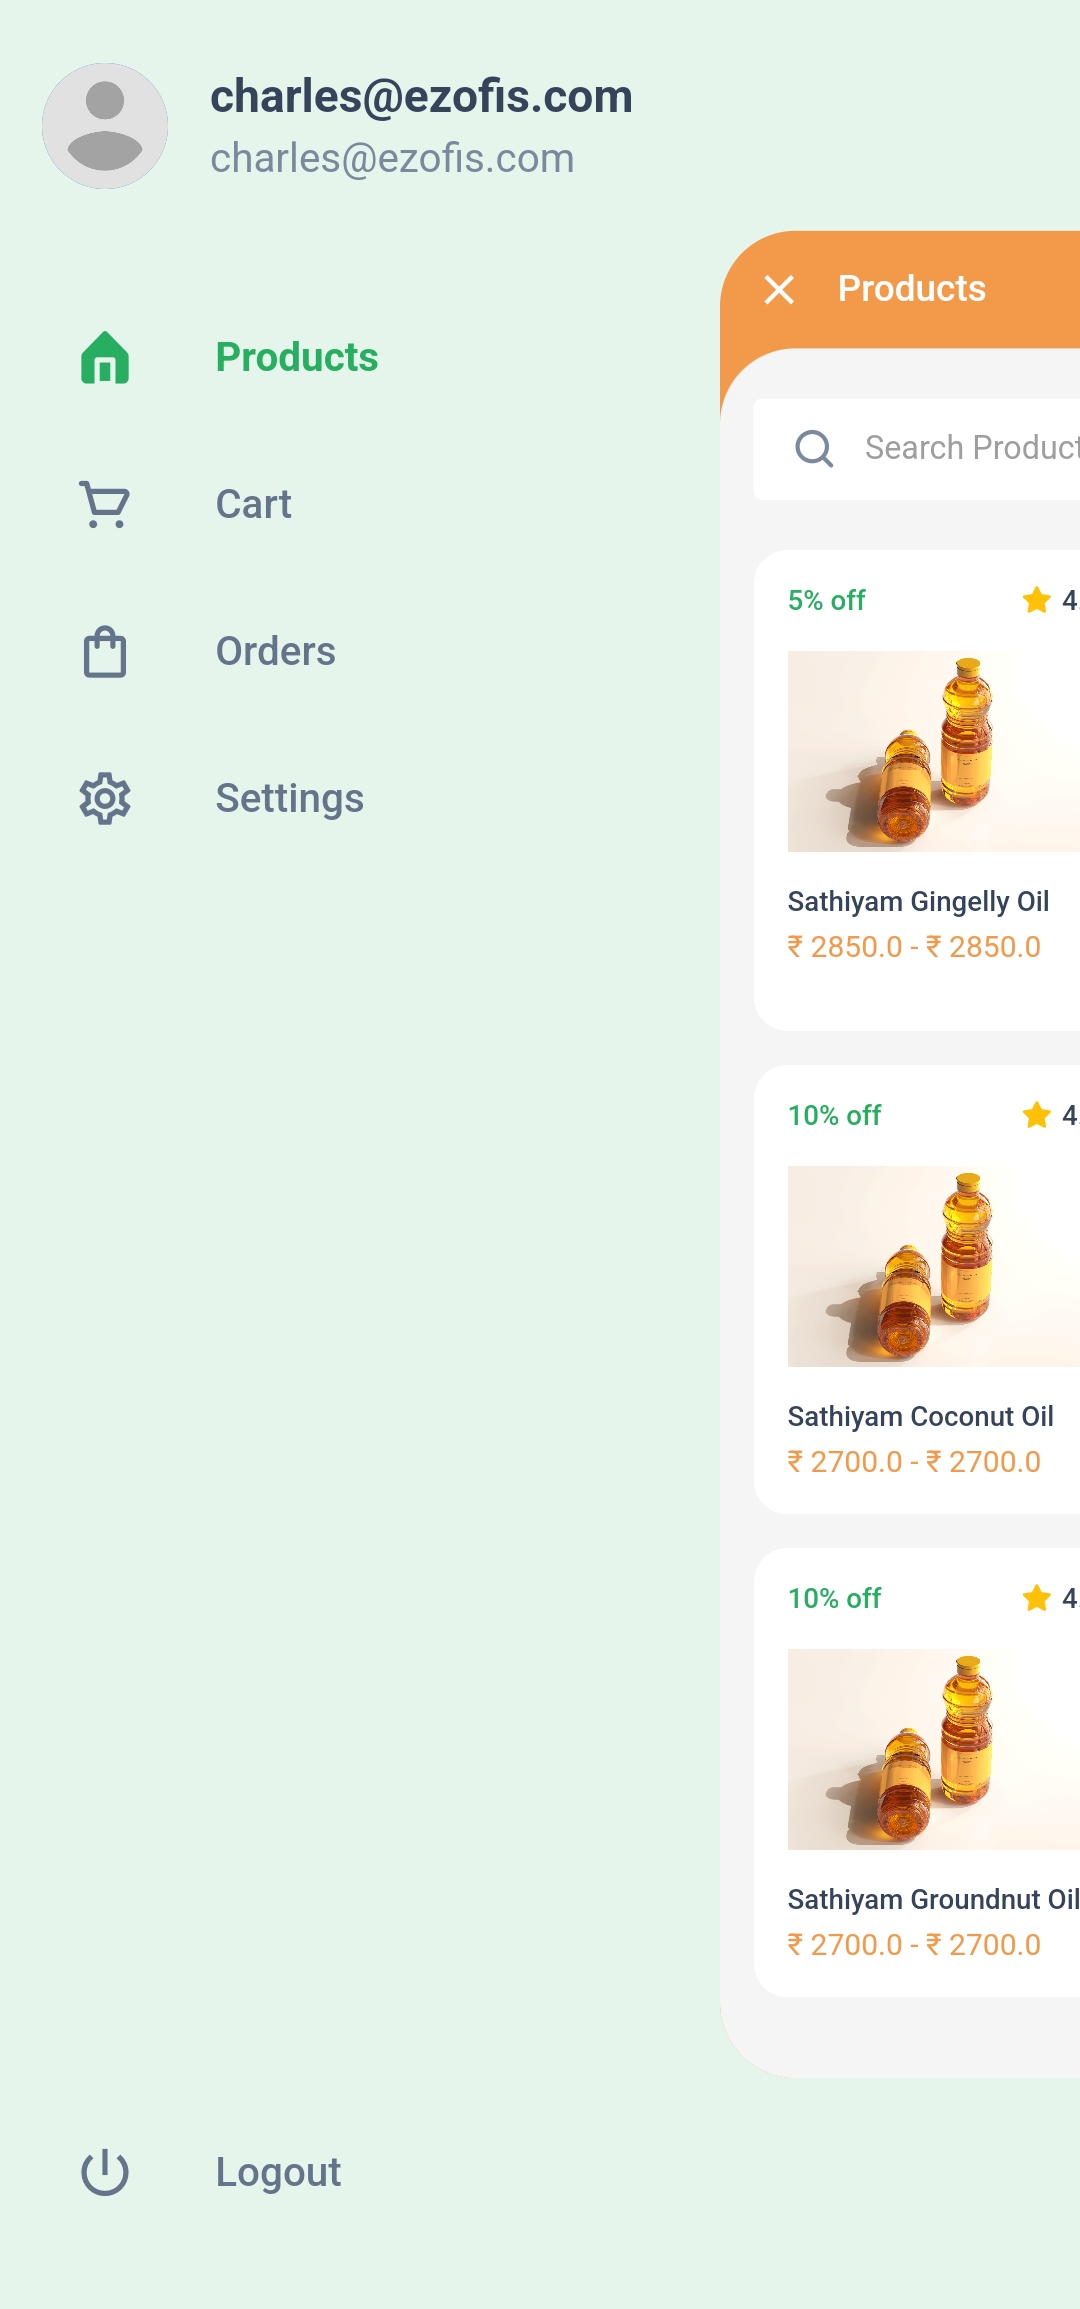 charles@ezofis.com
charles@ezofis.com
Products
Cart
Orders
Settings
Logout
Products
Search Product
5% off
4.
Sathiyam Gingelly Oil
₹ 2850.0 - ₹ 2850.0
10% off
4.
Sathiyam Coconut Oil
₹ 2700.0 - ₹ 2700.0
10% off
4.
Sathiyam Groundnut Oil
₹ 2700.0 - ₹ 2700.0